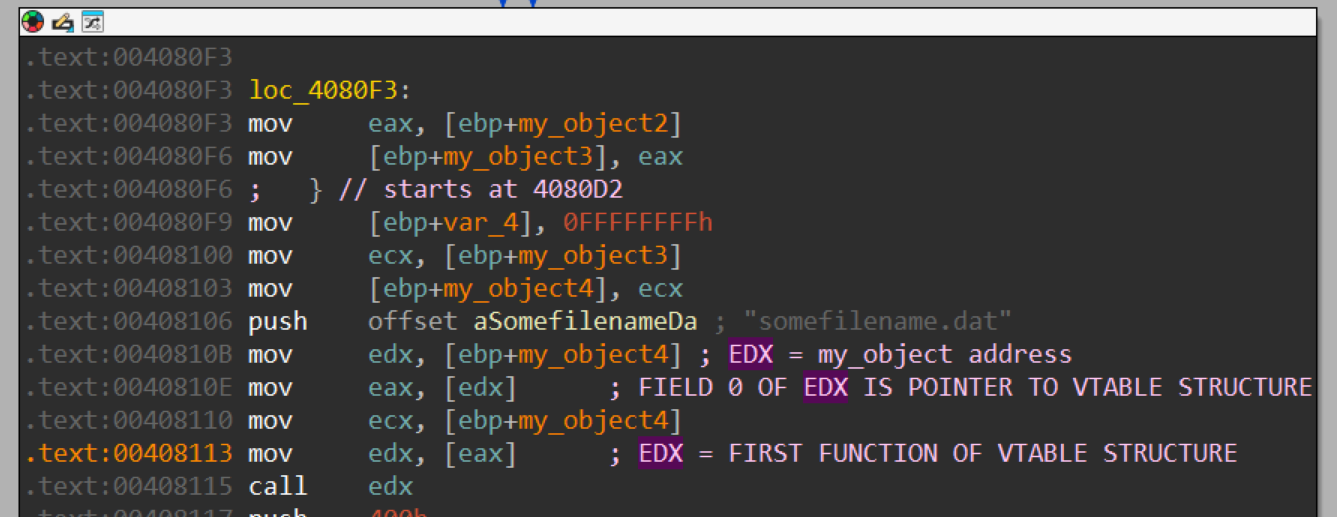 .text:004080F3
.text:004080F3 loc_4080F3:
.text:004080F3 mov     eax, [ebp+my_object2]
.text:004080F6 mov     [ebp+my_object3], eax
.text:004080F6 ;   } // starts at 4080D2
.text:004080F9 mov     [ebp+var_4], 0FFFFFFFFh
.text:00408100 mov     ecx, [ebp+my_object3]
.text:00408103 mov     [ebp+my_object4], ecx
.text:00408106 push    offset aSomefilenameDa ; "somefilename.dat"
.text:0040810B mov     edx, [ebp+my_object4] ; EDX = my_object address
.text:0040810E mov     eax, [edx]      ; FIELD 0 OF EDX IS POINTER TO VTABLE STRUCTURE
.text:00408110 mov     ecx, [ebp+my_object4]
.text:00408113 mov     edx, [eax]      ; EDX = FIRST FUNCTION OF VTABLE STRUCTURE
.text:00408115 call    edx
.text:00408117 push    400h